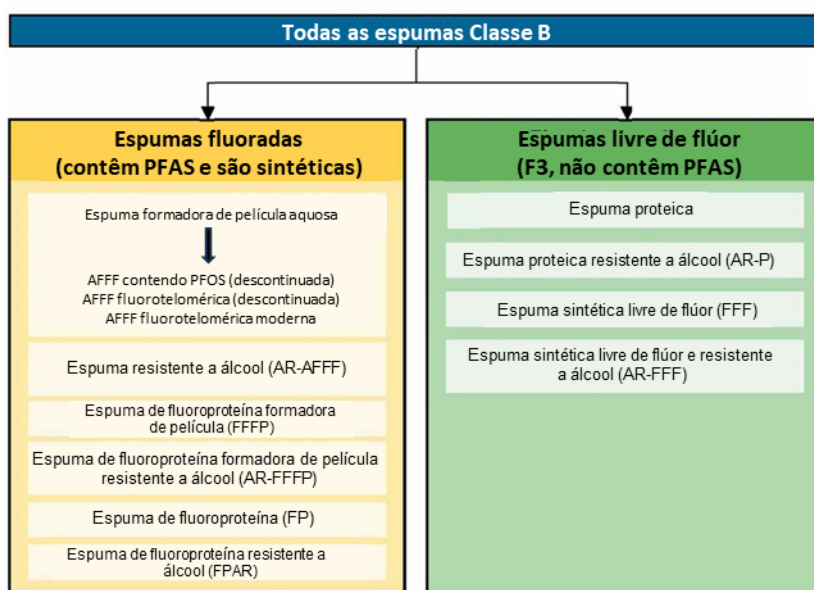 Todas as espumas Classe B
Espumas fluoradas
(contêm PFAS e são sintéticas)
Espuma formadora de película aquosa
AFFF contendo PFOS (descontinuada)
AFFF fluorotelomérica (descontinuada)
AFFF fluorotelomérica moderna
Espuma resistente a álcool (AR-AFFF)
Espuma de fluoroproteína formadora
de película (FFFP)
Espuma de fluoroproteína formadora de película
resistente a álcool (AR-FFFP)
Espuma de fluoroproteína (FP)
Espuma de fluoroproteína resistente a
álcool (FPAR)
Espumas livre de flúor
(F3, não contêm PFAS)
Espuma proteica
Espuma proteica resistente a álcool (AR-P)
Espuma sintética livre de flúor (FFF)
Espuma sintética livre de flúor e resistente
a álcool (AR-FFF)